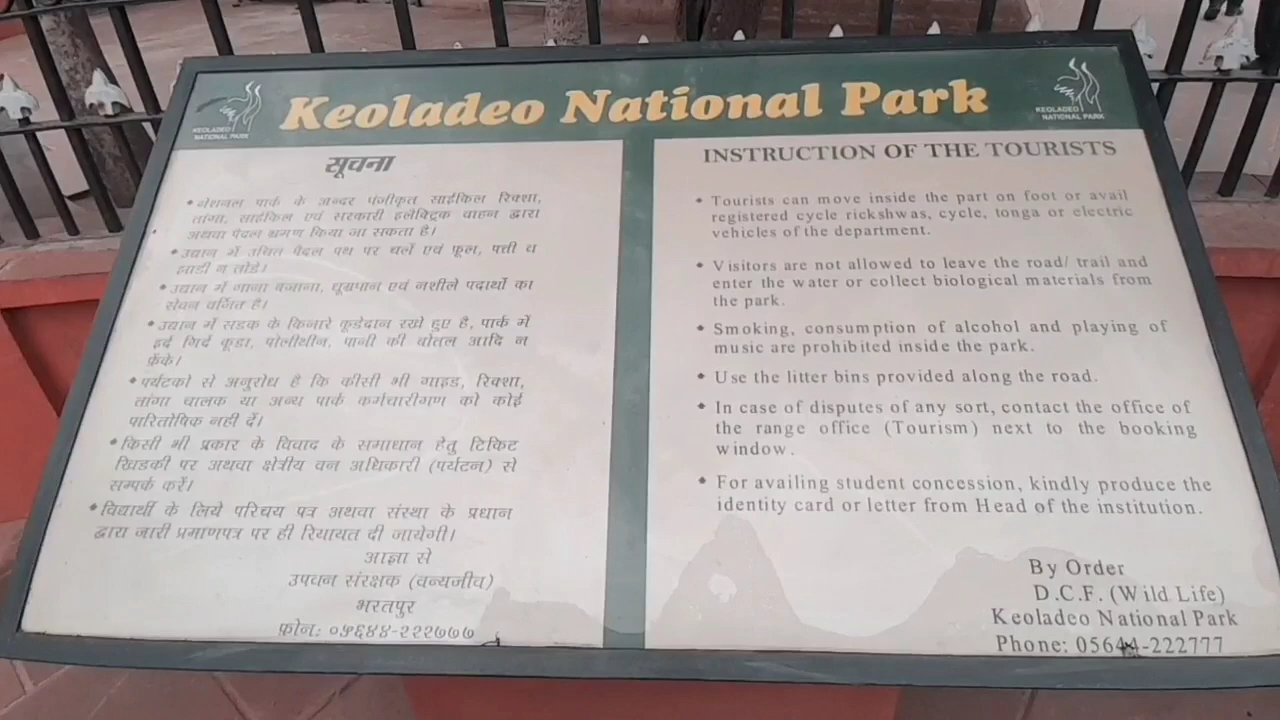 Keoladeo National Park
KEOLADEO
NATIONAL PARK
KEOLADEO
NATIONAL PARK
सूचना
• नेशनल पार्क के अन्दर पंजीकृत साईकिल रिक्शा,
तांगा, साईकिल एवं सरकारी इलेक्ट्रिक वाहन द्वारा
अथवा पैदल भ्रमण किया जा सकता है।
• उद्यान में उचित पैदल पथ पर चलें एवं फूल, पत्ती व
झाडी न तोडे।
• उद्यान में गाना बजाना, धूम्रपान एवं नशीले पदार्थो का
सेवन वर्जित है।
• उद्यान में सडक के किनारे कूडेदान रखे हुए है, पार्क में
इर्द गिर्द कूडा, पोलीथीन, पानी की बोतल आदि न
फ़ेंके।
• पर्यटको से अनुरोध है कि कीसी भी गाइड, रिक्शा,
तांगा चालक या अन्य पार्क कर्मचारीगण को कोई
पारितोषिक नही दें।
• किसी भी प्रकार के विवाद के समाधान हेतु टिकिट
खिडकी पर अथवा क्षेत्रीय वन अधिकारी (पर्यटन) से
सम्पर्क करें।
• विद्यार्थी के लिये परिचय पत्र अथवा संस्था के प्रधान
द्वारा जारी प्रमाणपत्र पर ही रियायत दी जायेगी।
आज्ञा से
उपवन संरक्षक (वन्यजीव)
भरतपुर
फ़ोन: ०५६४४-२२२७७७
INSTRUCTION OF THE TOURISTS
• Tourists can move inside the part on foot or avail
registered cycle rickshwas, cycle, tonga or electric
vehicles of the department.
• Visitors are not allowed to leave the road/ trail and
enter the water or collect biological materials from
the park.
• Smoking, consumption of alcohol and playing of
music are prohibited inside the park.
• Use the litter bins provided along the road.
• In case of disputes of any sort, contact the office of
the range office (Tourism) next to the booking
window.
• For availing student concession, kindly produce the
identity card or letter from Head of the institution.
By Order
D.C.F. (Wild Life)
Keoladeo National Park
Phone: 05644-222777